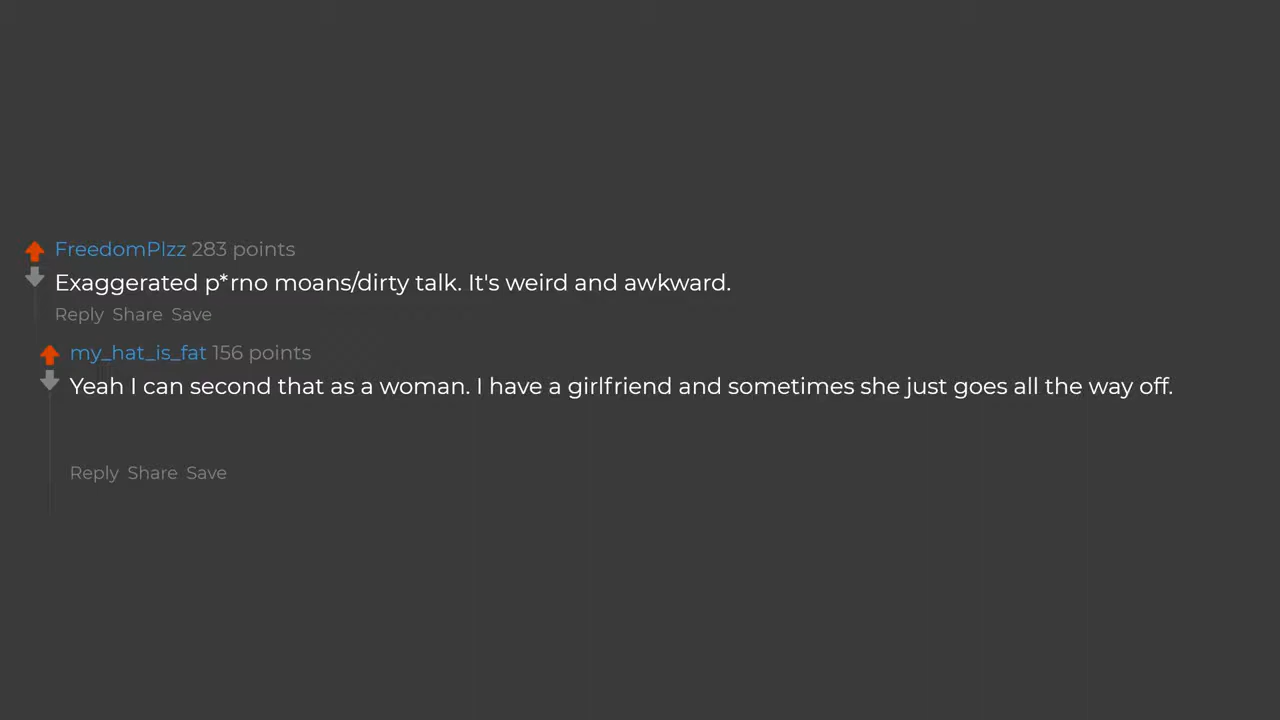 FreedomPlzz 283 points
Exaggerated p*rno moans/dirty talk. It's weird and awkward.
Reply Share Save
my_hat_is_fat 156 points
Yeah I can second that as a woman. I have a girlfriend and sometimes she just goes all the way off.
Reply Share Save